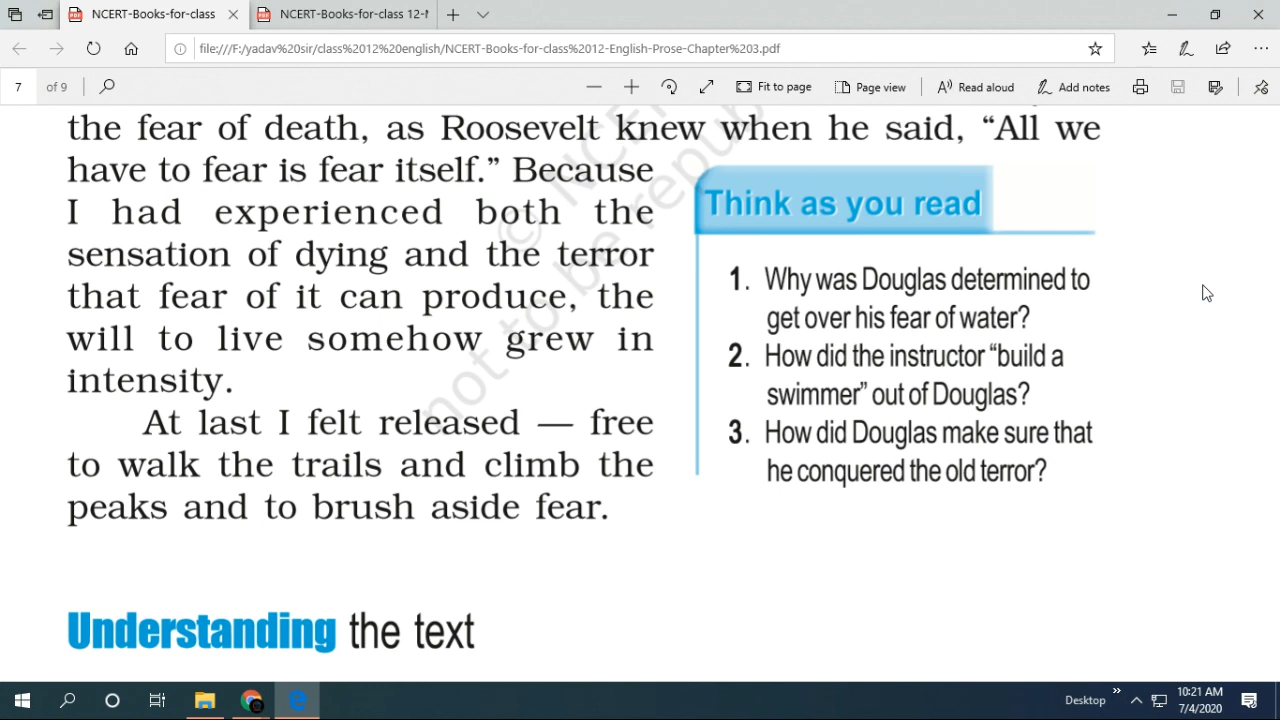 NCERT-Books-for-class
NCERT-Books-for-class 12-
file:///F:/yadav%20sir/class%2012%20english/NCERT-Books-for-class%2012-English-Prose-Chapter%203.pdf
7 of 9
Fit to page
Page view
Read aloud
Add notes
the fear of death, as Roosevelt knew when he said, “All we
have to fear is fear itself.” Because
I had experienced both the
sensation of dying and the terror
that fear of it can produce, the
will to live somehow grew in
intensity.
At last I felt released — free
to walk the trails and climb the
peaks and to brush aside fear.
Think as you read
1. Why was Douglas determined to
get over his fear of water?
2. How did the instructor “build a
swimmer” out of Douglas?
3. How did Douglas make sure that
he conquered the old terror?
© NCE
not to be repub
Understanding the text
Desktop
10:21 AM
7/4/2020